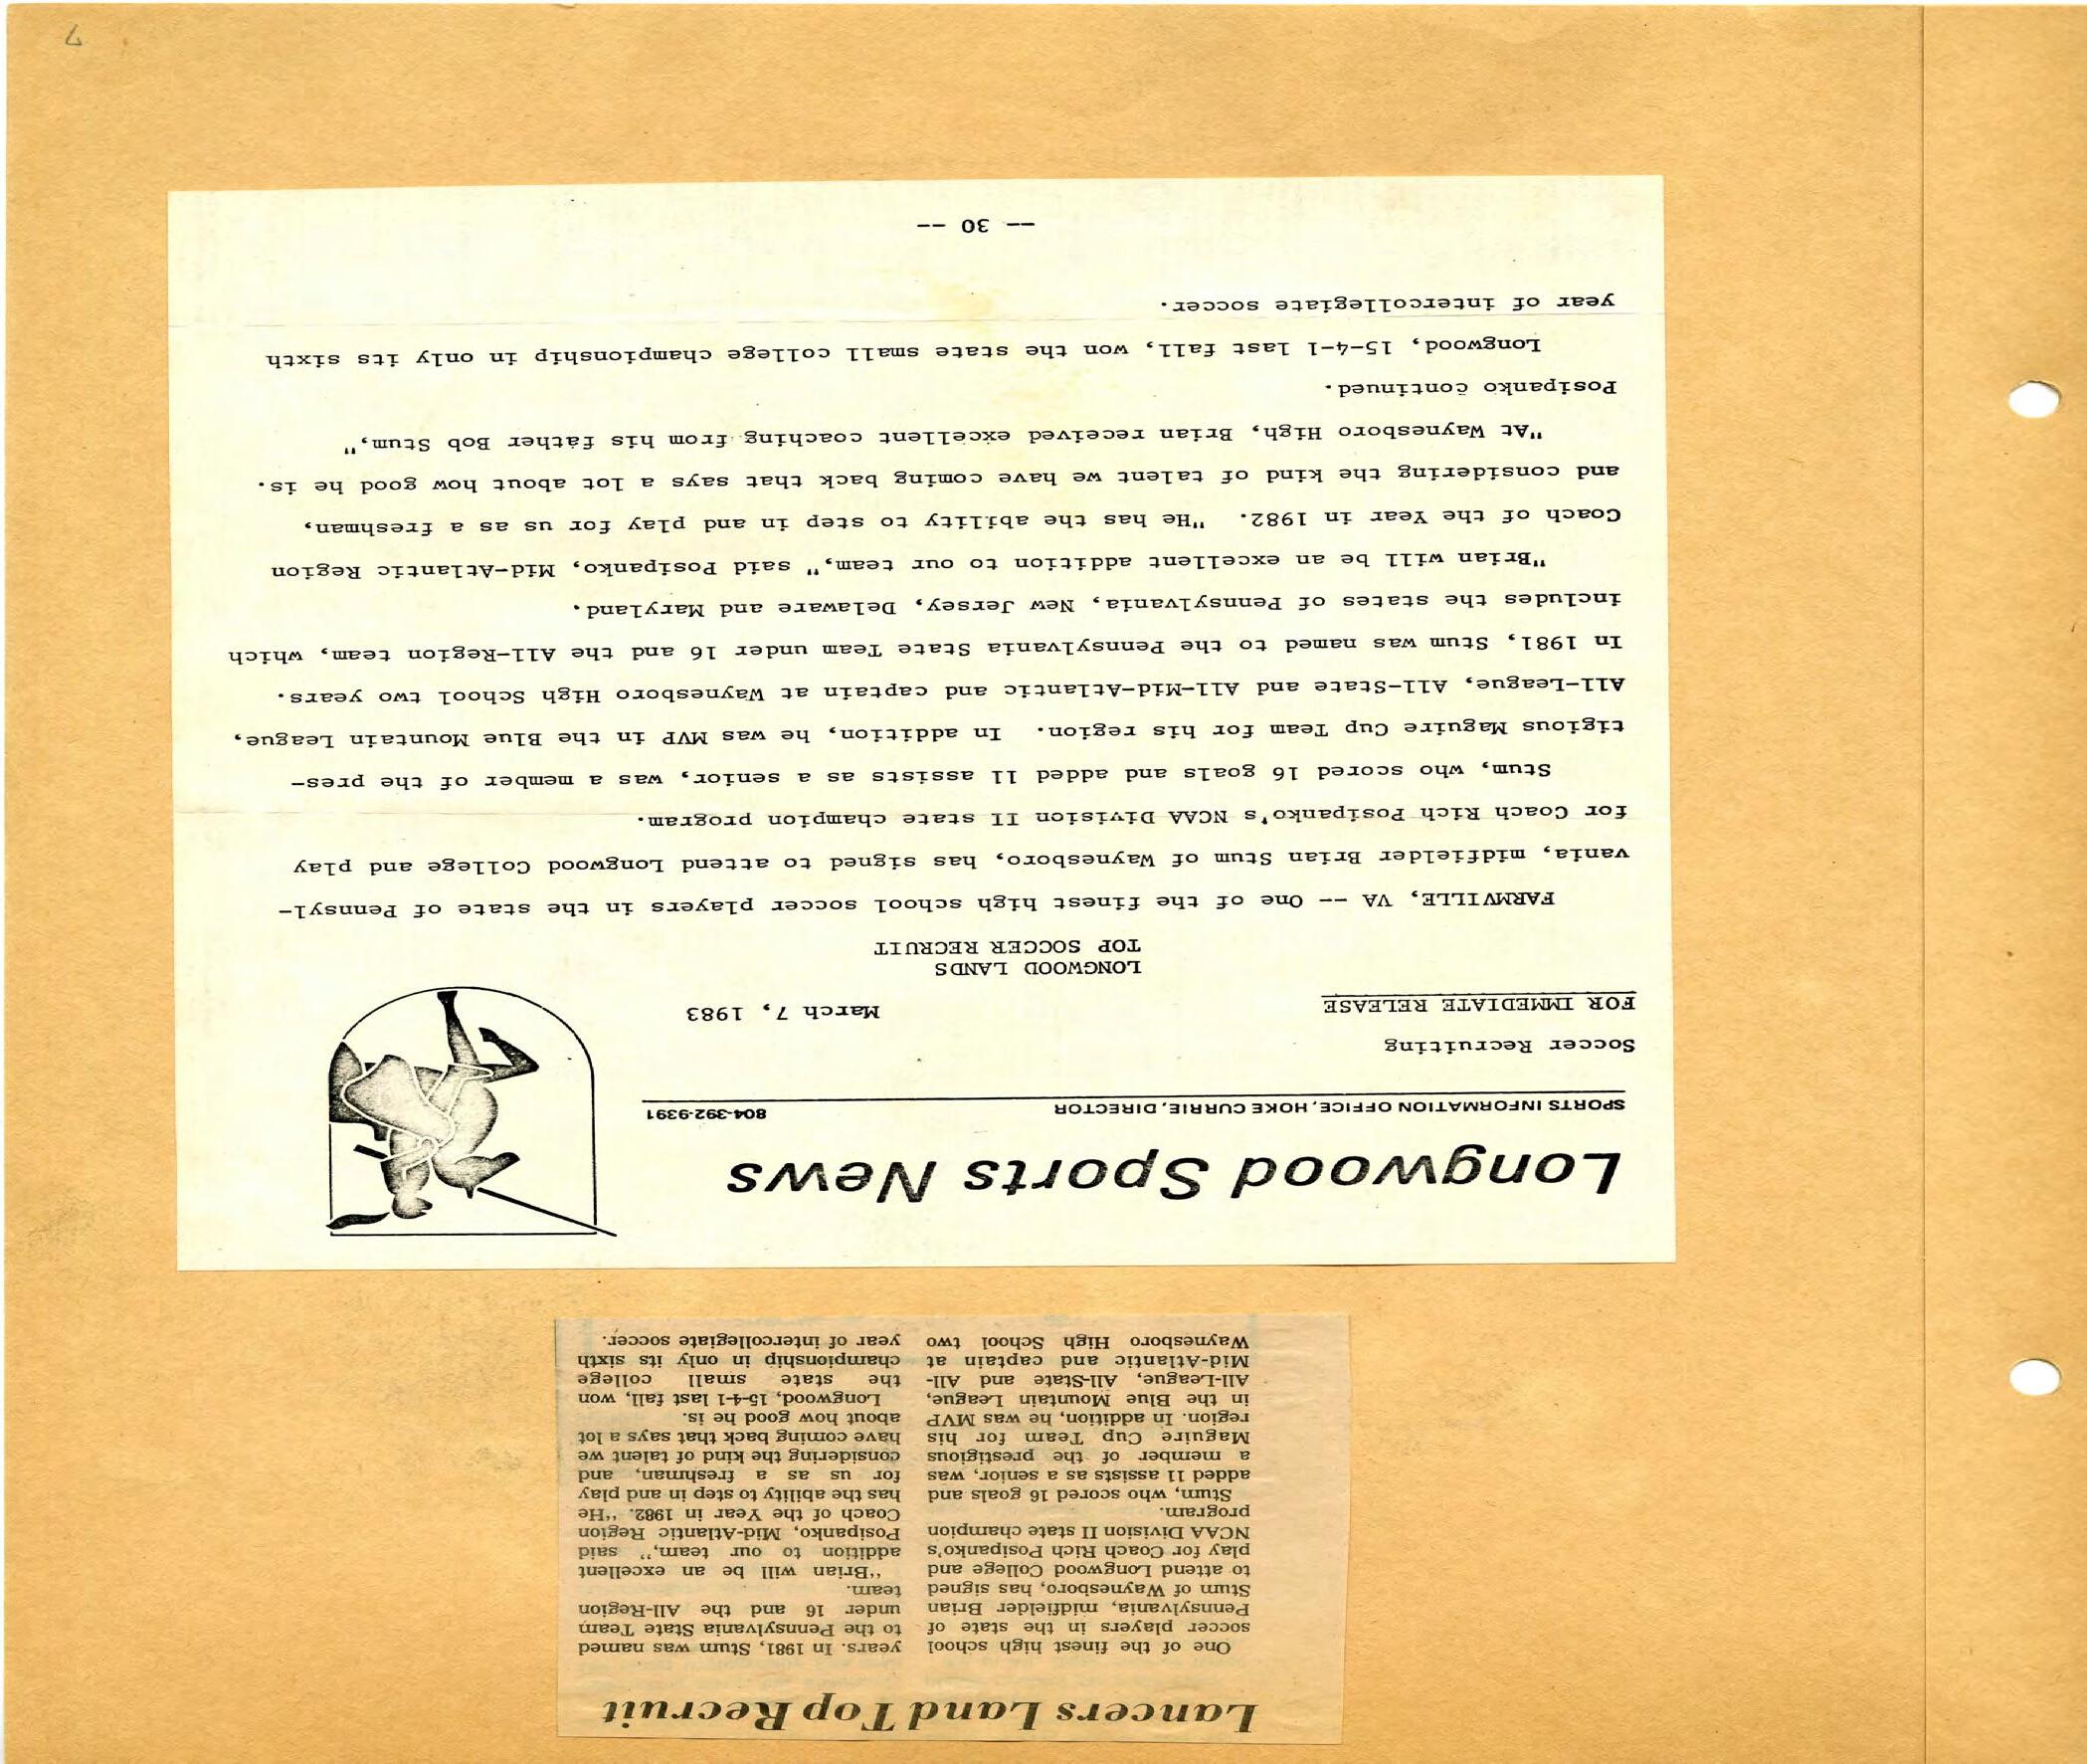 Lancers Land Top Recruit
One of the finest high school
soccer players in the state of
Pennsylvania, midfielder Brian
Stum of Waynesboro, has signed
to attend Longwood College and
play for Coach Rich Posipanko's
NCAA Division II state champion
program.
Stum, who scored 16 goals and
added 11 assists as a senior, was
a member of the prestigious
Maguire Cup Team for his
region. In addition, he was MVP
in the Blue Mountain League,
All-League, All-State and All-
Mid-Atlantic and captain at
Waynesboro High School two
years. In 1981, Stum was named
to the Pennsylvania State Team
under 16 and the All-Region
team.
"Brian will be an excellent
addition to our team," said
Posipanko, Mid-Atlantic Region
Coach of the Year in 1982. "He
has the ability to step in and play
for us as a freshman, and
considering the kind of talent we
have coming back that says a lot
about how good he is.
Longwood, 15-4-1 last fall, won
the state small college
championship in only its sixth
year of intercollegiate soccer.
Longwood Sports News
SPORTS INFORMATION OFFICE, HOKE CURRIE, DIRECTOR 804-392-9391
Soccer Recruiting
FOR IMMEDIATE RELEASE March 7, 1983
LONGWOOD LANDS
TOP SOCCER RECRUIT
FARMVILLE, VA -- One of the finest high school soccer players in the state of Pennsyl-
vania, midfielder Brian Stum of Waynesboro, has signed to attend Longwood College and play
for Coach Rich Posipanko's NCAA Division II state champion program.
Stum, who scored 16 goals and added 11 assists as a senior, was a member of the pres-
tigious Maguire Cup Team for his region. In addition, he was MVP in the Blue Mountain League,
All-League, All-State and All-Mid-Atlantic and captain at Waynesboro High School two years.
In 1981, Stum was named to the Pennsylvania State Team under 16 and the All-Region team, which
includes the states of Pennsylvania, New Jersey, Delaware and Maryland.
"Brian will be an excellent addition to our team," said Posipanko, Mid-Atlantic Region
Coach of the Year in 1982. "He has the ability to step in and play for us as a freshman,
and considering the kind of talent we have coming back that says a lot about how good he is.
"At Waynesboro High, Brian received excellent coaching from his father Bob Stum,"
Posipanko continued.
Longwood, 15-4-1 last fall, won the state small college championship in only its sixth
year of intercollegiate soccer.
-- 30 --
7